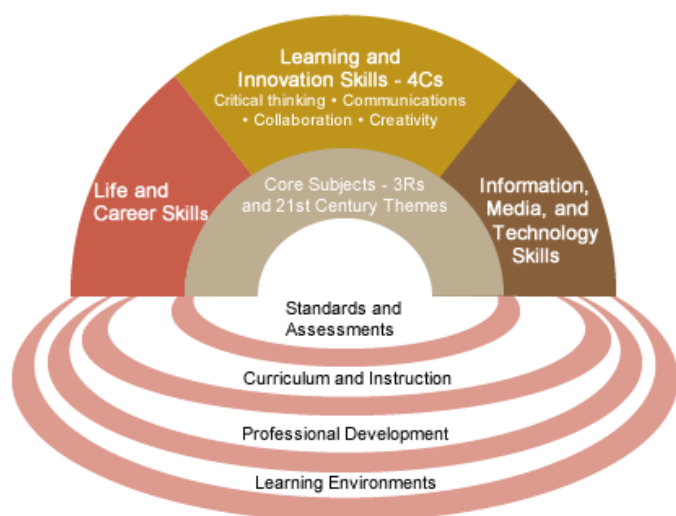 Learning and
Innovation Skills - 4Cs
Critical thinking • Communications
• Collaboration • Creativity
Life and
Career Skills
Core Subjects - 3Rs
and 21st Century Themes
Information,
Media, and
Technology
Skills
Standards and
Assessments
Curriculum and Instruction
Professional Development
Learning Environments